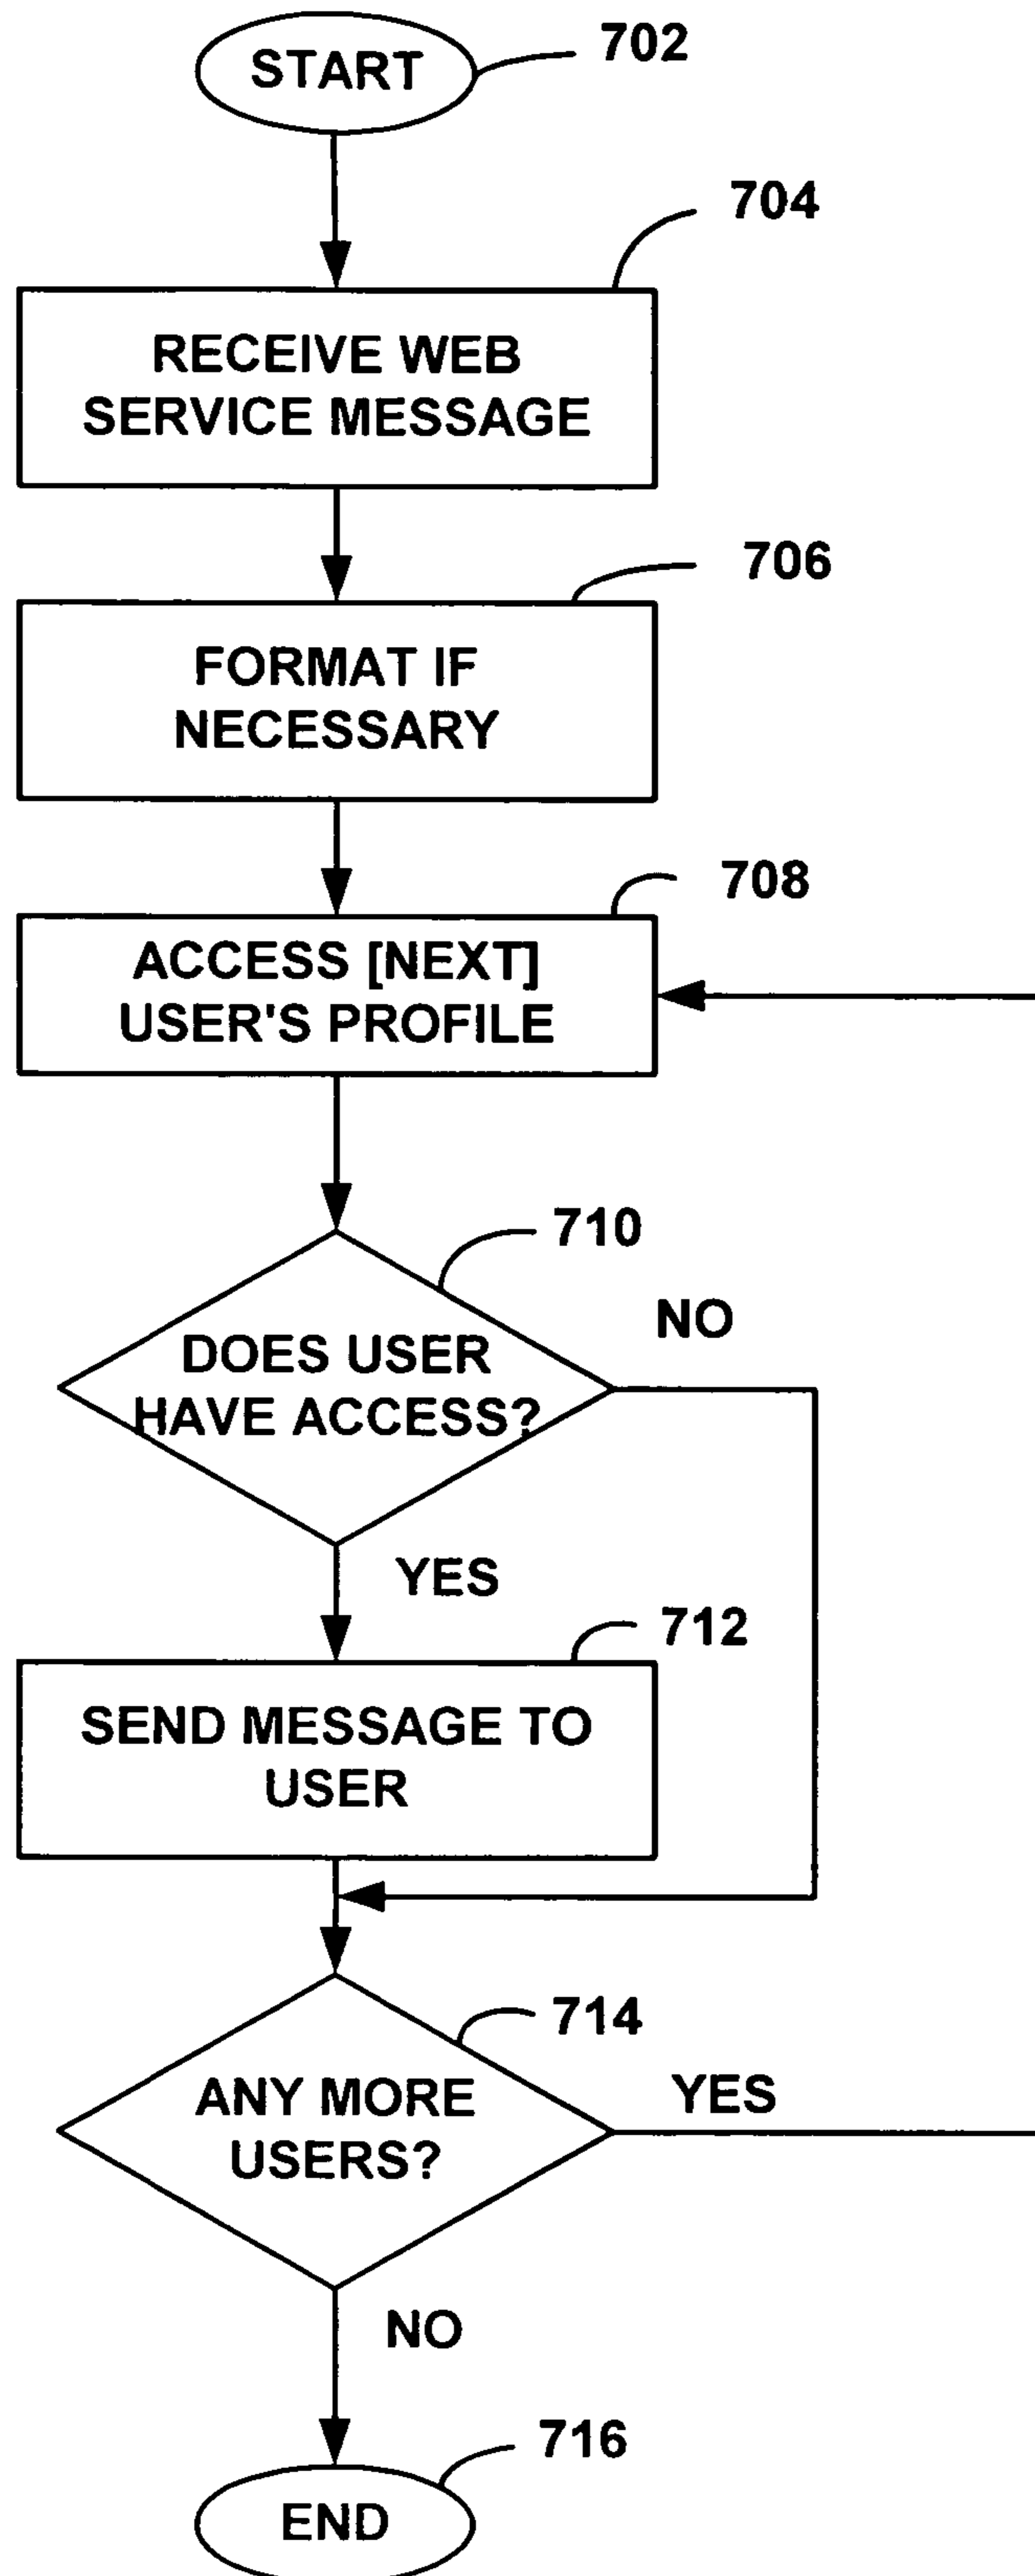 START
702
704
RECEIVE WEB
SERVICE MESSAGE
706
FORMAT IF
NECESSARY
708
ACCESS [NEXT]
USER'S PROFILE
710
NO
DOES USER
HAVE ACCESS?
YES
712
SEND MESSAGE TO
USER
714
YES
ANY MORE
USERS?
NO
716
END